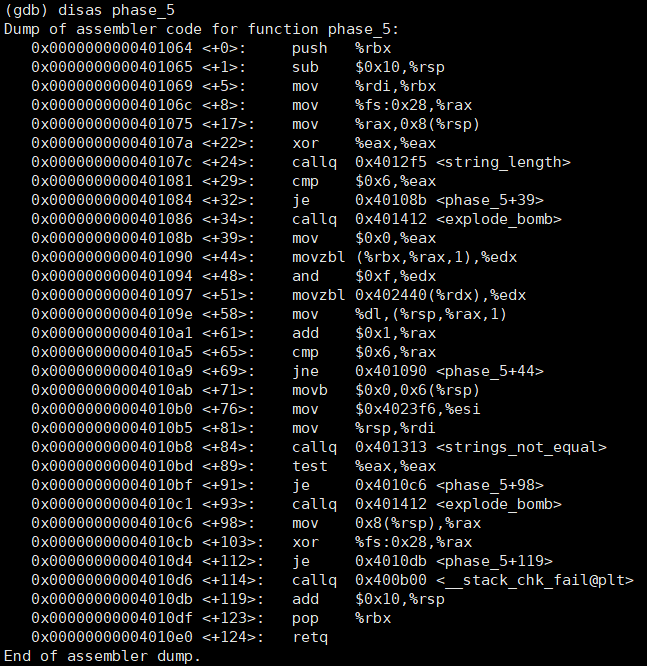 (gdb) disas phase_5
Dump of assembler code for function phase_5:
   0x0000000000401064 <+0>:     push   %rbx
   0x0000000000401065 <+1>:     sub    $0x10,%rsp
   0x0000000000401069 <+5>:     mov    %rdi,%rbx
   0x000000000040106c <+8>:     mov    %fs:0x28,%rax
   0x0000000000401075 <+17>:    mov    %rax,0x8(%rsp)
   0x000000000040107a <+22>:    xor    %eax,%eax
   0x000000000040107c <+24>:    callq  0x4012f5 <string_length>
   0x0000000000401081 <+29>:    cmp    $0x6,%eax
   0x0000000000401084 <+32>:    je     0x40108b <phase_5+39>
   0x0000000000401086 <+34>:    callq  0x401412 <explode_bomb>
   0x000000000040108b <+39>:    mov    $0x0,%eax
   0x0000000000401090 <+44>:    movzbl (%rbx,%rax,1),%edx
   0x0000000000401094 <+48>:    and    $0xf,%edx
   0x0000000000401097 <+51>:    movzbl 0x402440(%rdx),%edx
   0x000000000040109e <+58>:    mov    %dl,(%rsp,%rax,1)
   0x00000000004010a1 <+61>:    add    $0x1,%rax
   0x00000000004010a5 <+65>:    cmp    $0x6,%rax
   0x00000000004010a9 <+69>:    jne    0x401090 <phase_5+44>
   0x00000000004010ab <+71>:    movb   $0x0,0x6(%rsp)
   0x00000000004010b0 <+76>:    mov    $0x4023f6,%esi
   0x00000000004010b5 <+81>:    mov    %rsp,%rdi
   0x00000000004010b8 <+84>:    callq  0x401313 <strings_not_equal>
   0x00000000004010bd <+89>:    test   %eax,%eax
   0x00000000004010bf <+91>:    je     0x4010c6 <phase_5+98>
   0x00000000004010c1 <+93>:    callq  0x401412 <explode_bomb>
   0x00000000004010c6 <+98>:    mov    0x8(%rsp),%rax
   0x00000000004010cb <+103>:   xor    %fs:0x28,%rax
   0x00000000004010d4 <+112>:   je     0x4010db <phase_5+119>
   0x00000000004010d6 <+114>:   callq  0x400b00 <__stack_chk_fail@plt>
   0x00000000004010db <+119>:   add    $0x10,%rsp
   0x00000000004010df <+123>:   pop    %rbx
   0x00000000004010e0 <+124>:   retq
End of assembler dump.